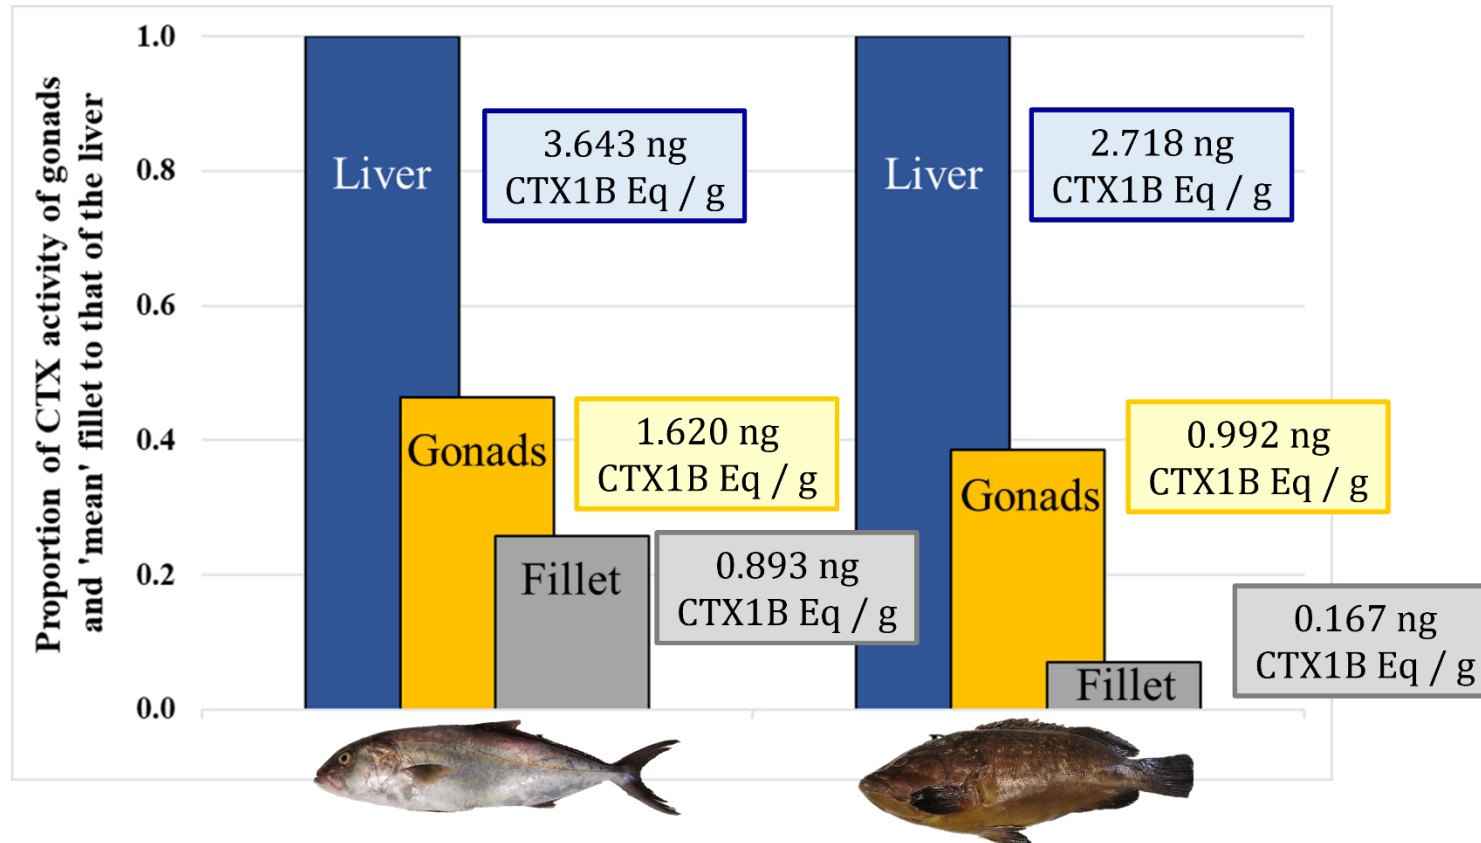 Proportion of CTX activity of gonads
and 'mean' fillet to that of the liver
1.0
0.8
0.6
0.4
0.2
0.0
Liver
3.643 ng
CTX1B Eq / g
Gonads
1.620 ng
CTX1B Eq / g
Fillet
0.893 ng
CTX1B Eq / g
Liver
2.718 ng
CTX1B Eq / g
Gonads
0.992 ng
CTX1B Eq / g
Fillet
0.167 ng
CTX1B Eq / g